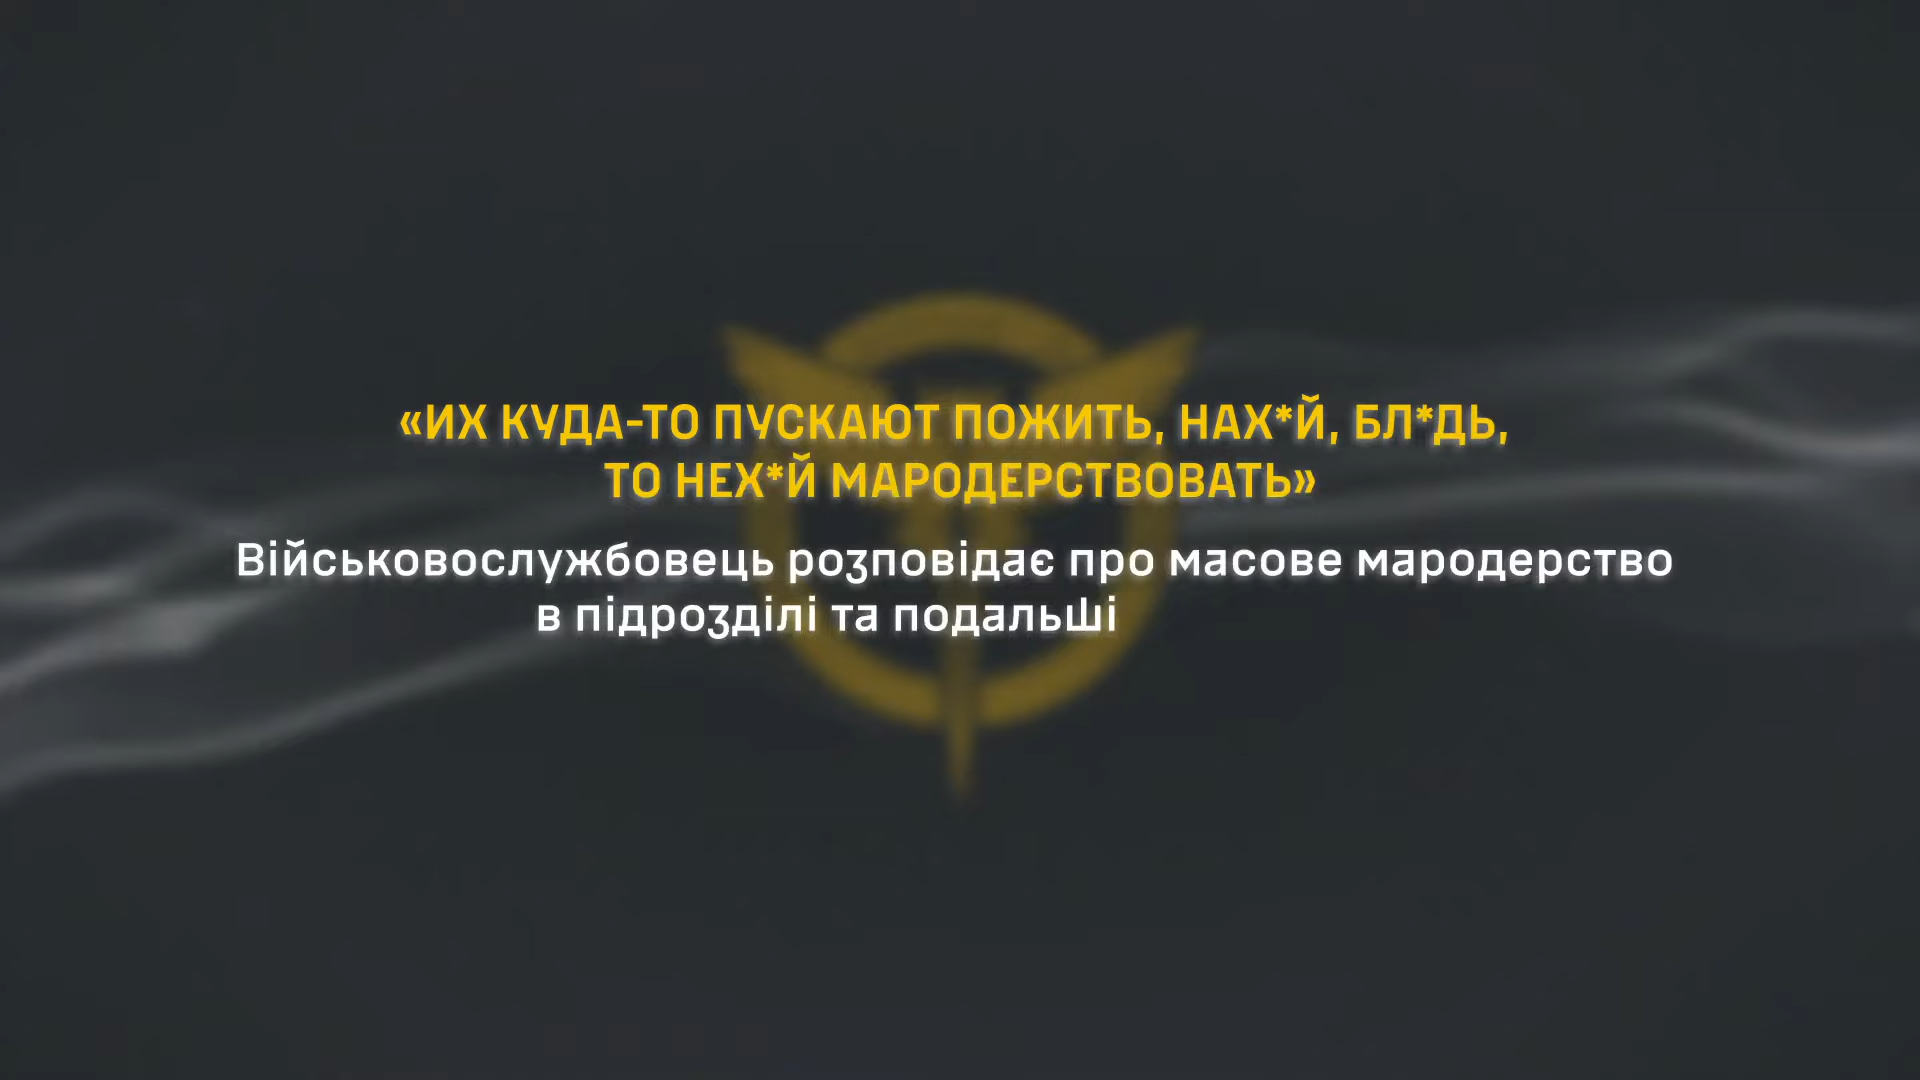 «ИХ КУДА-ТО ПУСКАЮТ ПОЖИТЬ, НАХ*Й, БЛ*ДЬ,
ТО НЕХ*Й МАРОДЕРСТВОВАТЬ»
Військовослужбовець розповідає про масове мародерство
в підрозділі та подальші